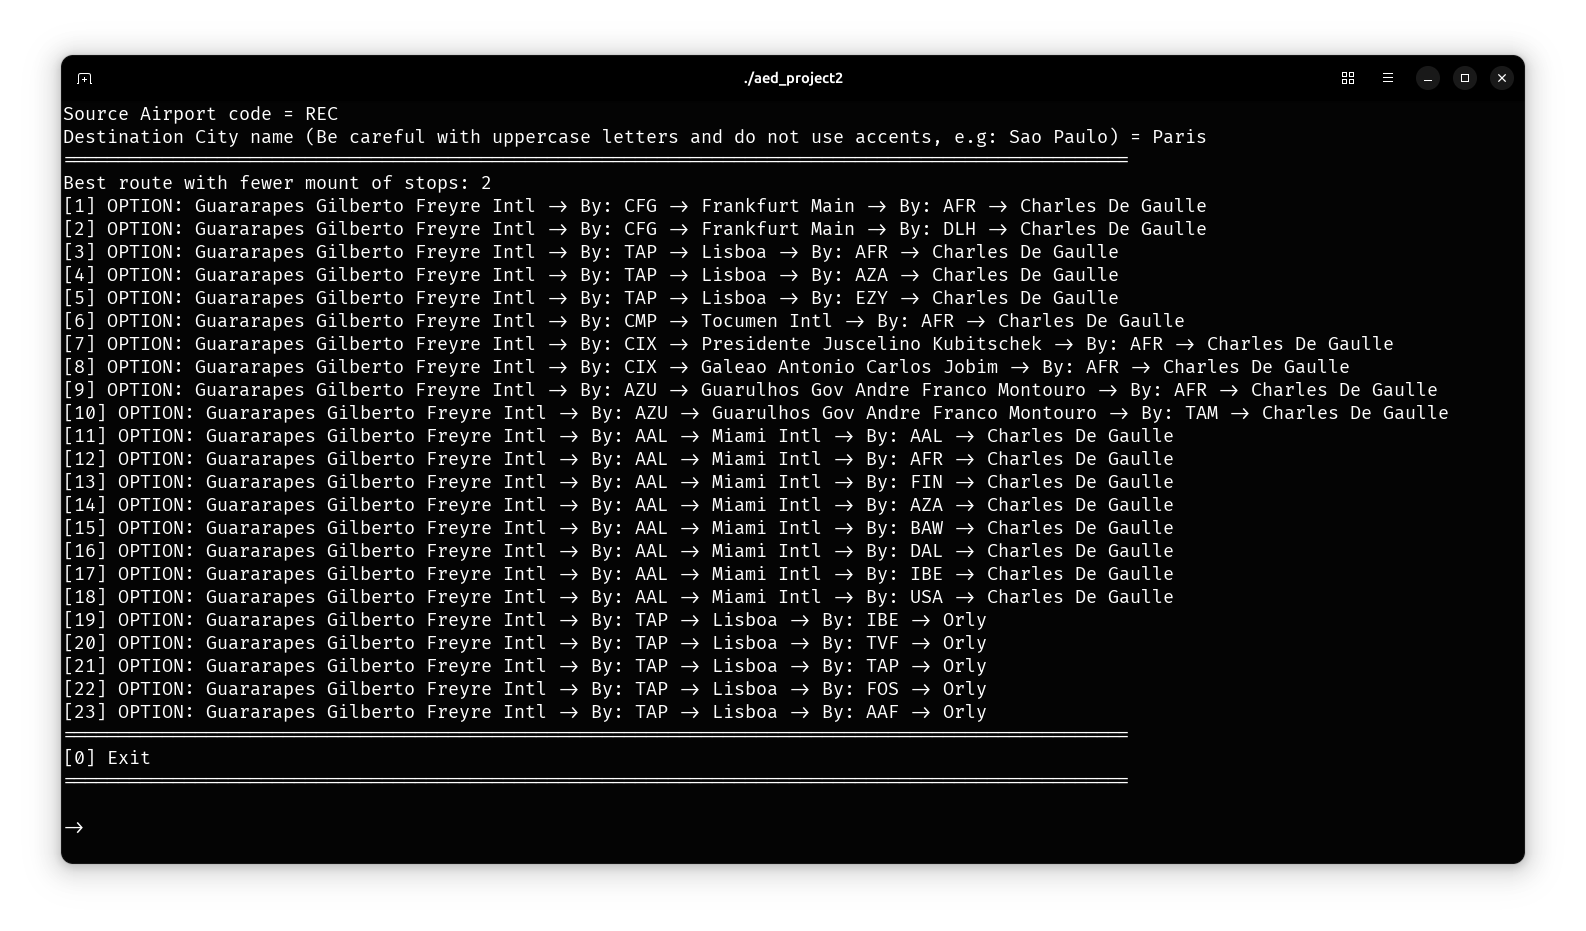 ./aed_project2
Source Airport code = REC
Destination City name (Be careful with uppercase letters and do not use accents, e.g: Sao Paulo) = Paris
Best route with fewer mount of stops: 2
[1] OPTION: Guararapes Gilberto Freyre Intl -> By: CFG -> Frankfurt Main -> By: AFR -> Charles De Gaulle
[2] OPTION: Guararapes Gilberto Freyre Intl -> By: CFG -> Frankfurt Main -> By: DLH -> Charles De Gaulle
[3] OPTION: Guararapes Gilberto Freyre Intl -> By: TAP -> Lisboa -> By: AFR -> Charles De Gaulle
[4] OPTION: Guararapes Gilberto Freyre Intl -> By: TAP -> Lisboa -> By: AZA -> Charles De Gaulle
[5] OPTION: Guararapes Gilberto Freyre Intl -> By: TAP -> Lisboa -> By: EZY -> Charles De Gaulle
[6] OPTION: Guararapes Gilberto Freyre Intl -> By: CMP -> Tocumen Intl -> By: AFR -> Charles De Gaulle
[7] OPTION: Guararapes Gilberto Freyre Intl -> By: CIX -> Presidente Juscelino Kubitschek -> By: AFR -> Charles De Gaulle
[8] OPTION: Guararapes Gilberto Freyre Intl -> By: CIX -> Galeao Antonio Carlos Jobim -> By: AFR -> Charles De Gaulle
[9] OPTION: Guararapes Gilberto Freyre Intl -> By: AZU -> Guarulhos Gov Andre Franco Montouro -> By: AFR -> Charles De Gaulle
[10] OPTION: Guararapes Gilberto Freyre Intl -> By: AZU -> Guarulhos Gov Andre Franco Montouro -> By: TAM -> Charles De Gaulle
[11] OPTION: Guararapes Gilberto Freyre Intl -> By: AAL -> Miami Intl -> By: AAL -> Charles De Gaulle
[12] OPTION: Guararapes Gilberto Freyre Intl -> By: AAL -> Miami Intl -> By: AFR -> Charles De Gaulle
[13] OPTION: Guararapes Gilberto Freyre Intl -> By: AAL -> Miami Intl -> By: FIN -> Charles De Gaulle
[14] OPTION: Guararapes Gilberto Freyre Intl -> By: AAL -> Miami Intl -> By: AZA -> Charles De Gaulle
[15] OPTION: Guararapes Gilberto Freyre Intl -> By: AAL -> Miami Intl -> By: BAW -> Charles De Gaulle
[16] OPTION: Guararapes Gilberto Freyre Intl -> By: AAL -> Miami Intl -> By: DAL -> Charles De Gaulle
[17] OPTION: Guararapes Gilberto Freyre Intl -> By: AAL -> Miami Intl -> By: IBE -> Charles De Gaulle
[18] OPTION: Guararapes Gilberto Freyre Intl -> By: AAL -> Miami Intl -> By: USA -> Charles De Gaulle
[19] OPTION: Guararapes Gilberto Freyre Intl -> By: TAP -> Lisboa -> By: IBE -> Orly
[20] OPTION: Guararapes Gilberto Freyre Intl -> By: TAP -> Lisboa -> By: TVF -> Orly
[21] OPTION: Guararapes Gilberto Freyre Intl -> By: TAP -> Lisboa -> By: TAP -> Orly
[22] OPTION: Guararapes Gilberto Freyre Intl -> By: TAP -> Lisboa -> By: FOS -> Orly
[23] OPTION: Guararapes Gilberto Freyre Intl -> By: TAP -> Lisboa -> By: AAF -> Orly
[0] Exit
->